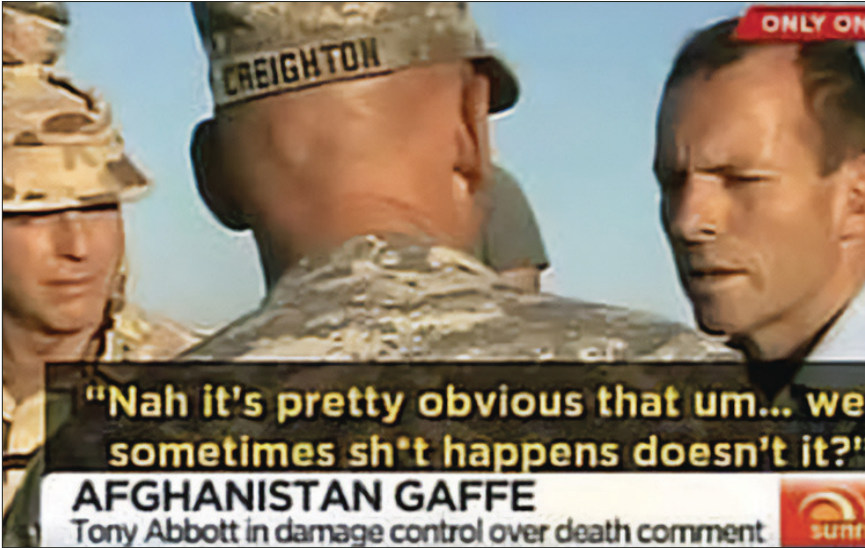 ONLY ON
CREIGHTON
"Nah it's pretty obvious that um... we
sometimes sh*t happens doesn't it?"
AFGHANISTAN GAFFE
Tony Abbott in damage control over death comment
sunr